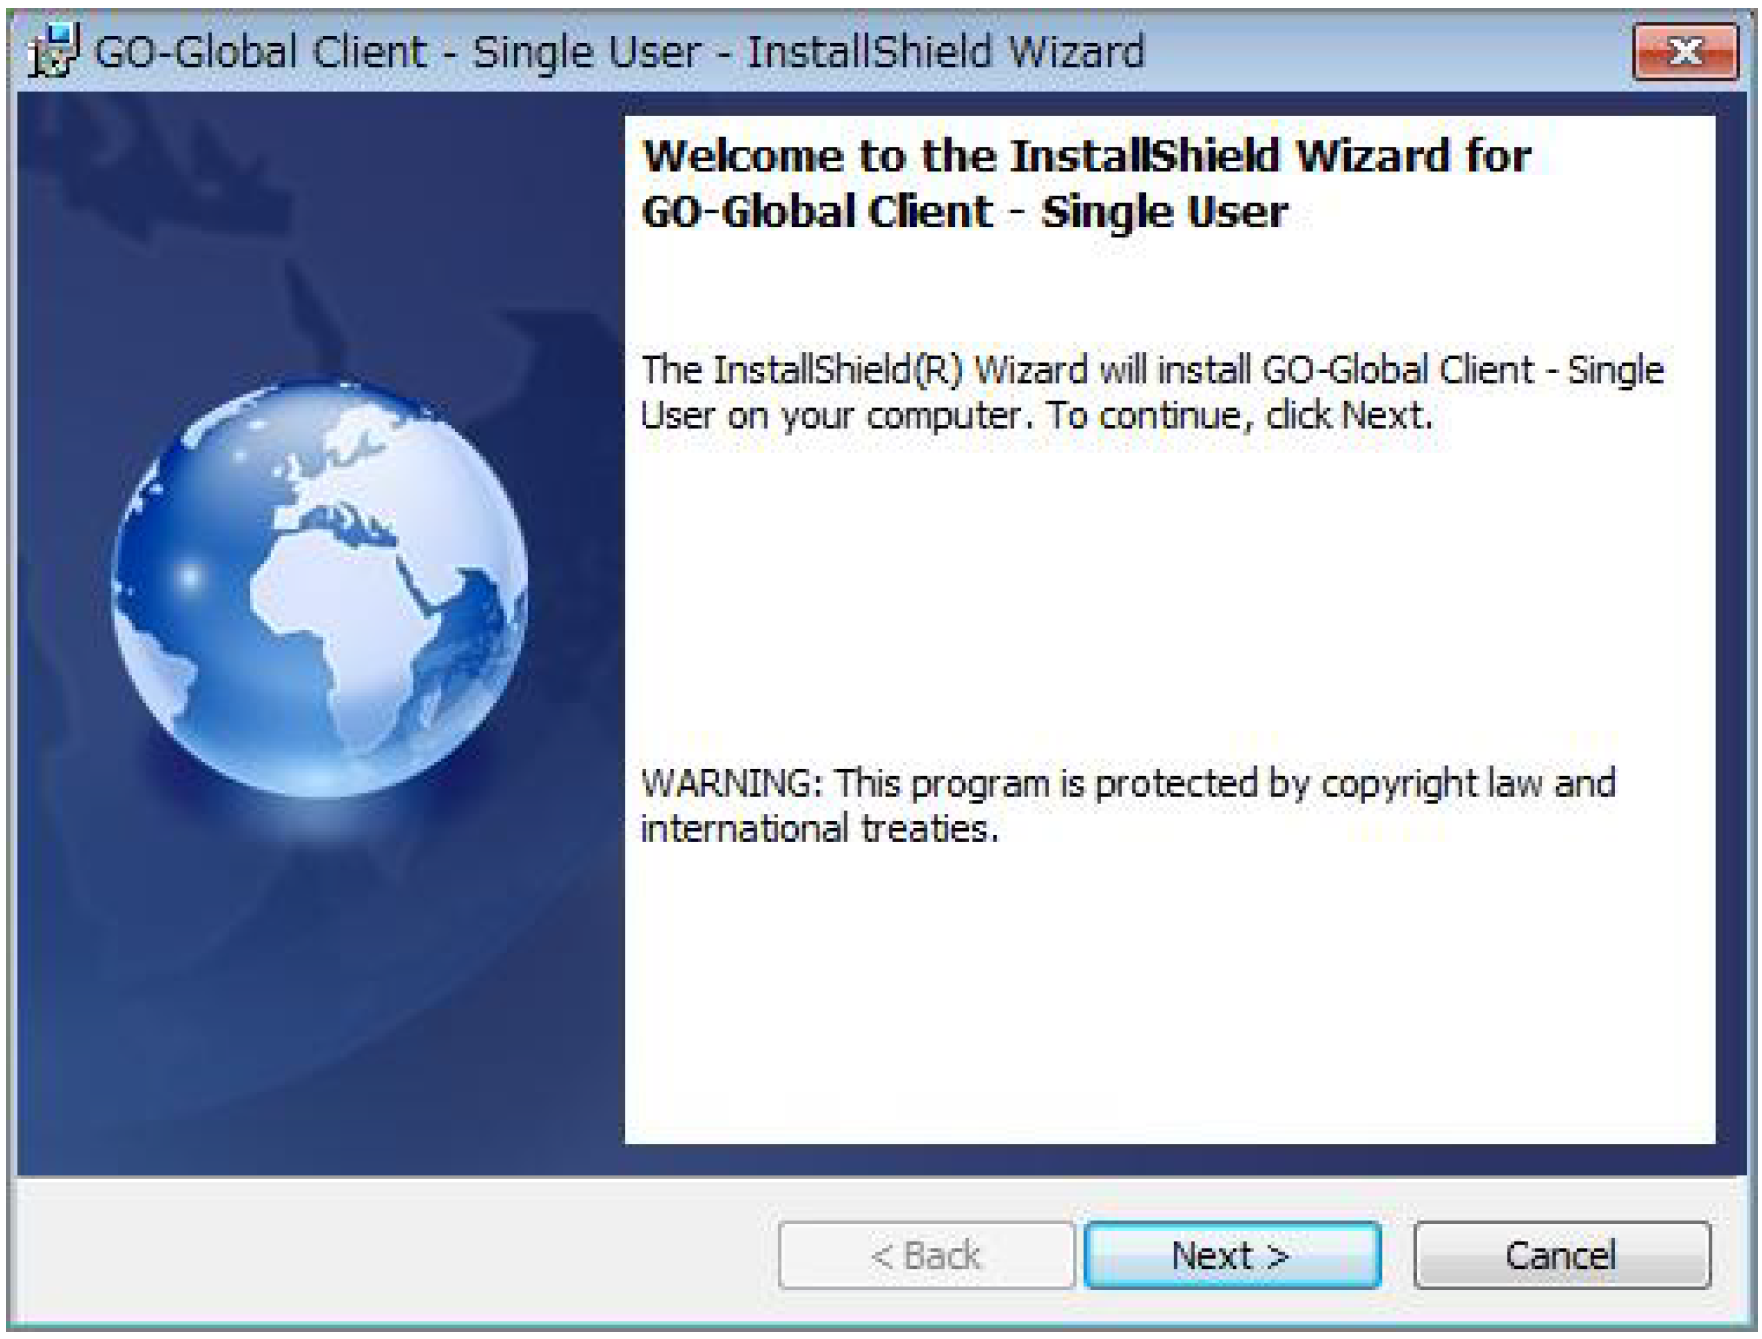 GO-Global Client - Single User - InstallShield Wizard
Welcome to the InstallShield Wizard for
GO-Global Client - Single User
The InstallShield(R) Wizard will install GO-Global Client - Single
User on your computer. To continue, click Next.
WARNING: This program is protected by copyright law and
international treaties.
< Back
Next >
Cancel